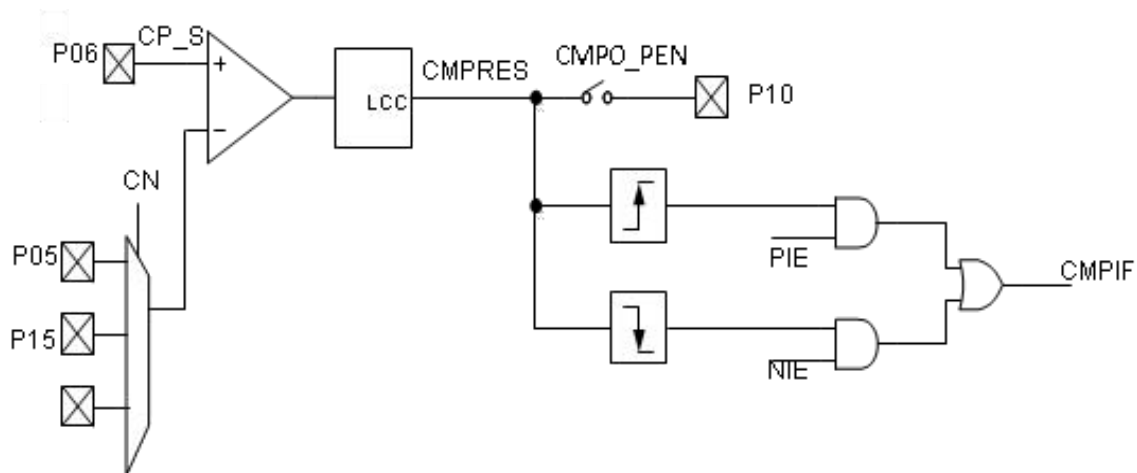 P06
CP_S
+
−
LCC
CMPRES
CMPO_PEN
P10
CN
P05
P15
PIE
NIE
CMPIF